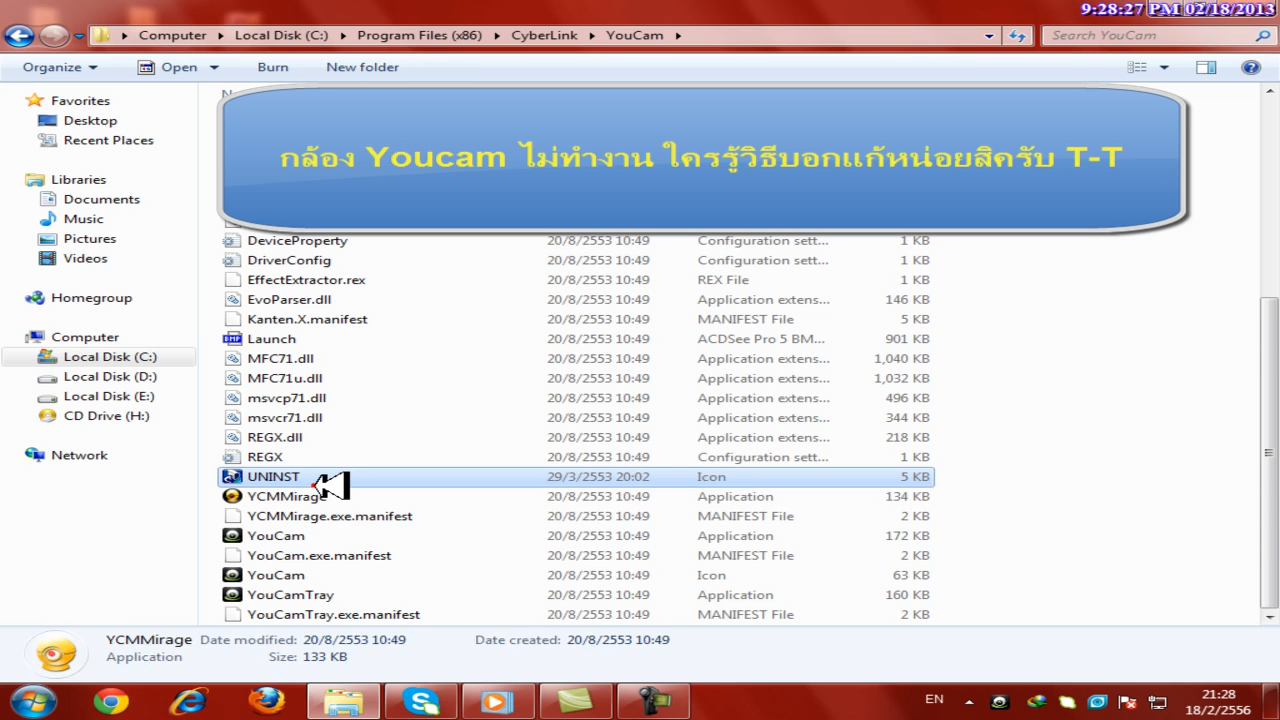 9:28:27 PM 02/18/2013
Computer Local Disk (C:) Program Files (x86) CyberLink YouCam Search YouCam
Organize Open Burn New folder
Favorites
Desktop
Recent Places
Libraries
Documents
Music
Pictures
Videos
Homegroup
Computer
Local Disk (C:)
Local Disk (D:)
Local Disk (E:)
CD Drive (H:)
Network
กล้อง Youcam ไม่ทำงาน ใครรู้วิธีบอกแก้หน่อยสิครับ T-T
DeviceProperty 20/8/2553 10:49 Configuration sett... 1 KB
DriverConfig 20/8/2553 10:49 Configuration sett... 1 KB
EffectExtractor.rex 20/8/2553 10:49 REX File 1 KB
EvoParser.dll 20/8/2553 10:49 Application extens... 146 KB
Kanten.X.manifest 20/8/2553 10:49 MANIFEST File 5 KB
Launch 20/8/2553 10:49 ACDSee Pro 5 BM... 901 KB
MFC71.dll 20/8/2553 10:49 Application extens... 1,040 KB
MFC71u.dll 20/8/2553 10:49 Application extens... 1,032 KB
msvcp71.dll 20/8/2553 10:49 Application extens... 496 KB
msvcr71.dll 20/8/2553 10:49 Application extens... 344 KB
REGX.dll 20/8/2553 10:49 Application extens... 218 KB
REGX 20/8/2553 10:49 Configuration sett... 1 KB
UNINST 29/3/2553 20:02 Icon 5 KB
YCMMirage 20/8/2553 10:49 Application 134 KB
YCMMirage.exe.manifest 20/8/2553 10:49 MANIFEST File 2 KB
YouCam 20/8/2553 10:49 Application 172 KB
YouCam.exe.manifest 20/8/2553 10:49 MANIFEST File 2 KB
YouCam 20/8/2553 10:49 Icon 63 KB
YouCamTray 20/8/2553 10:49 Application 160 KB
YouCamTray.exe.manifest 20/8/2553 10:49 MANIFEST File 2 KB
YCMMirage Date modified: 20/8/2553 10:49 Date created: 20/8/2553 10:49
Application Size: 133 KB
EN
21:28
18/2/2556